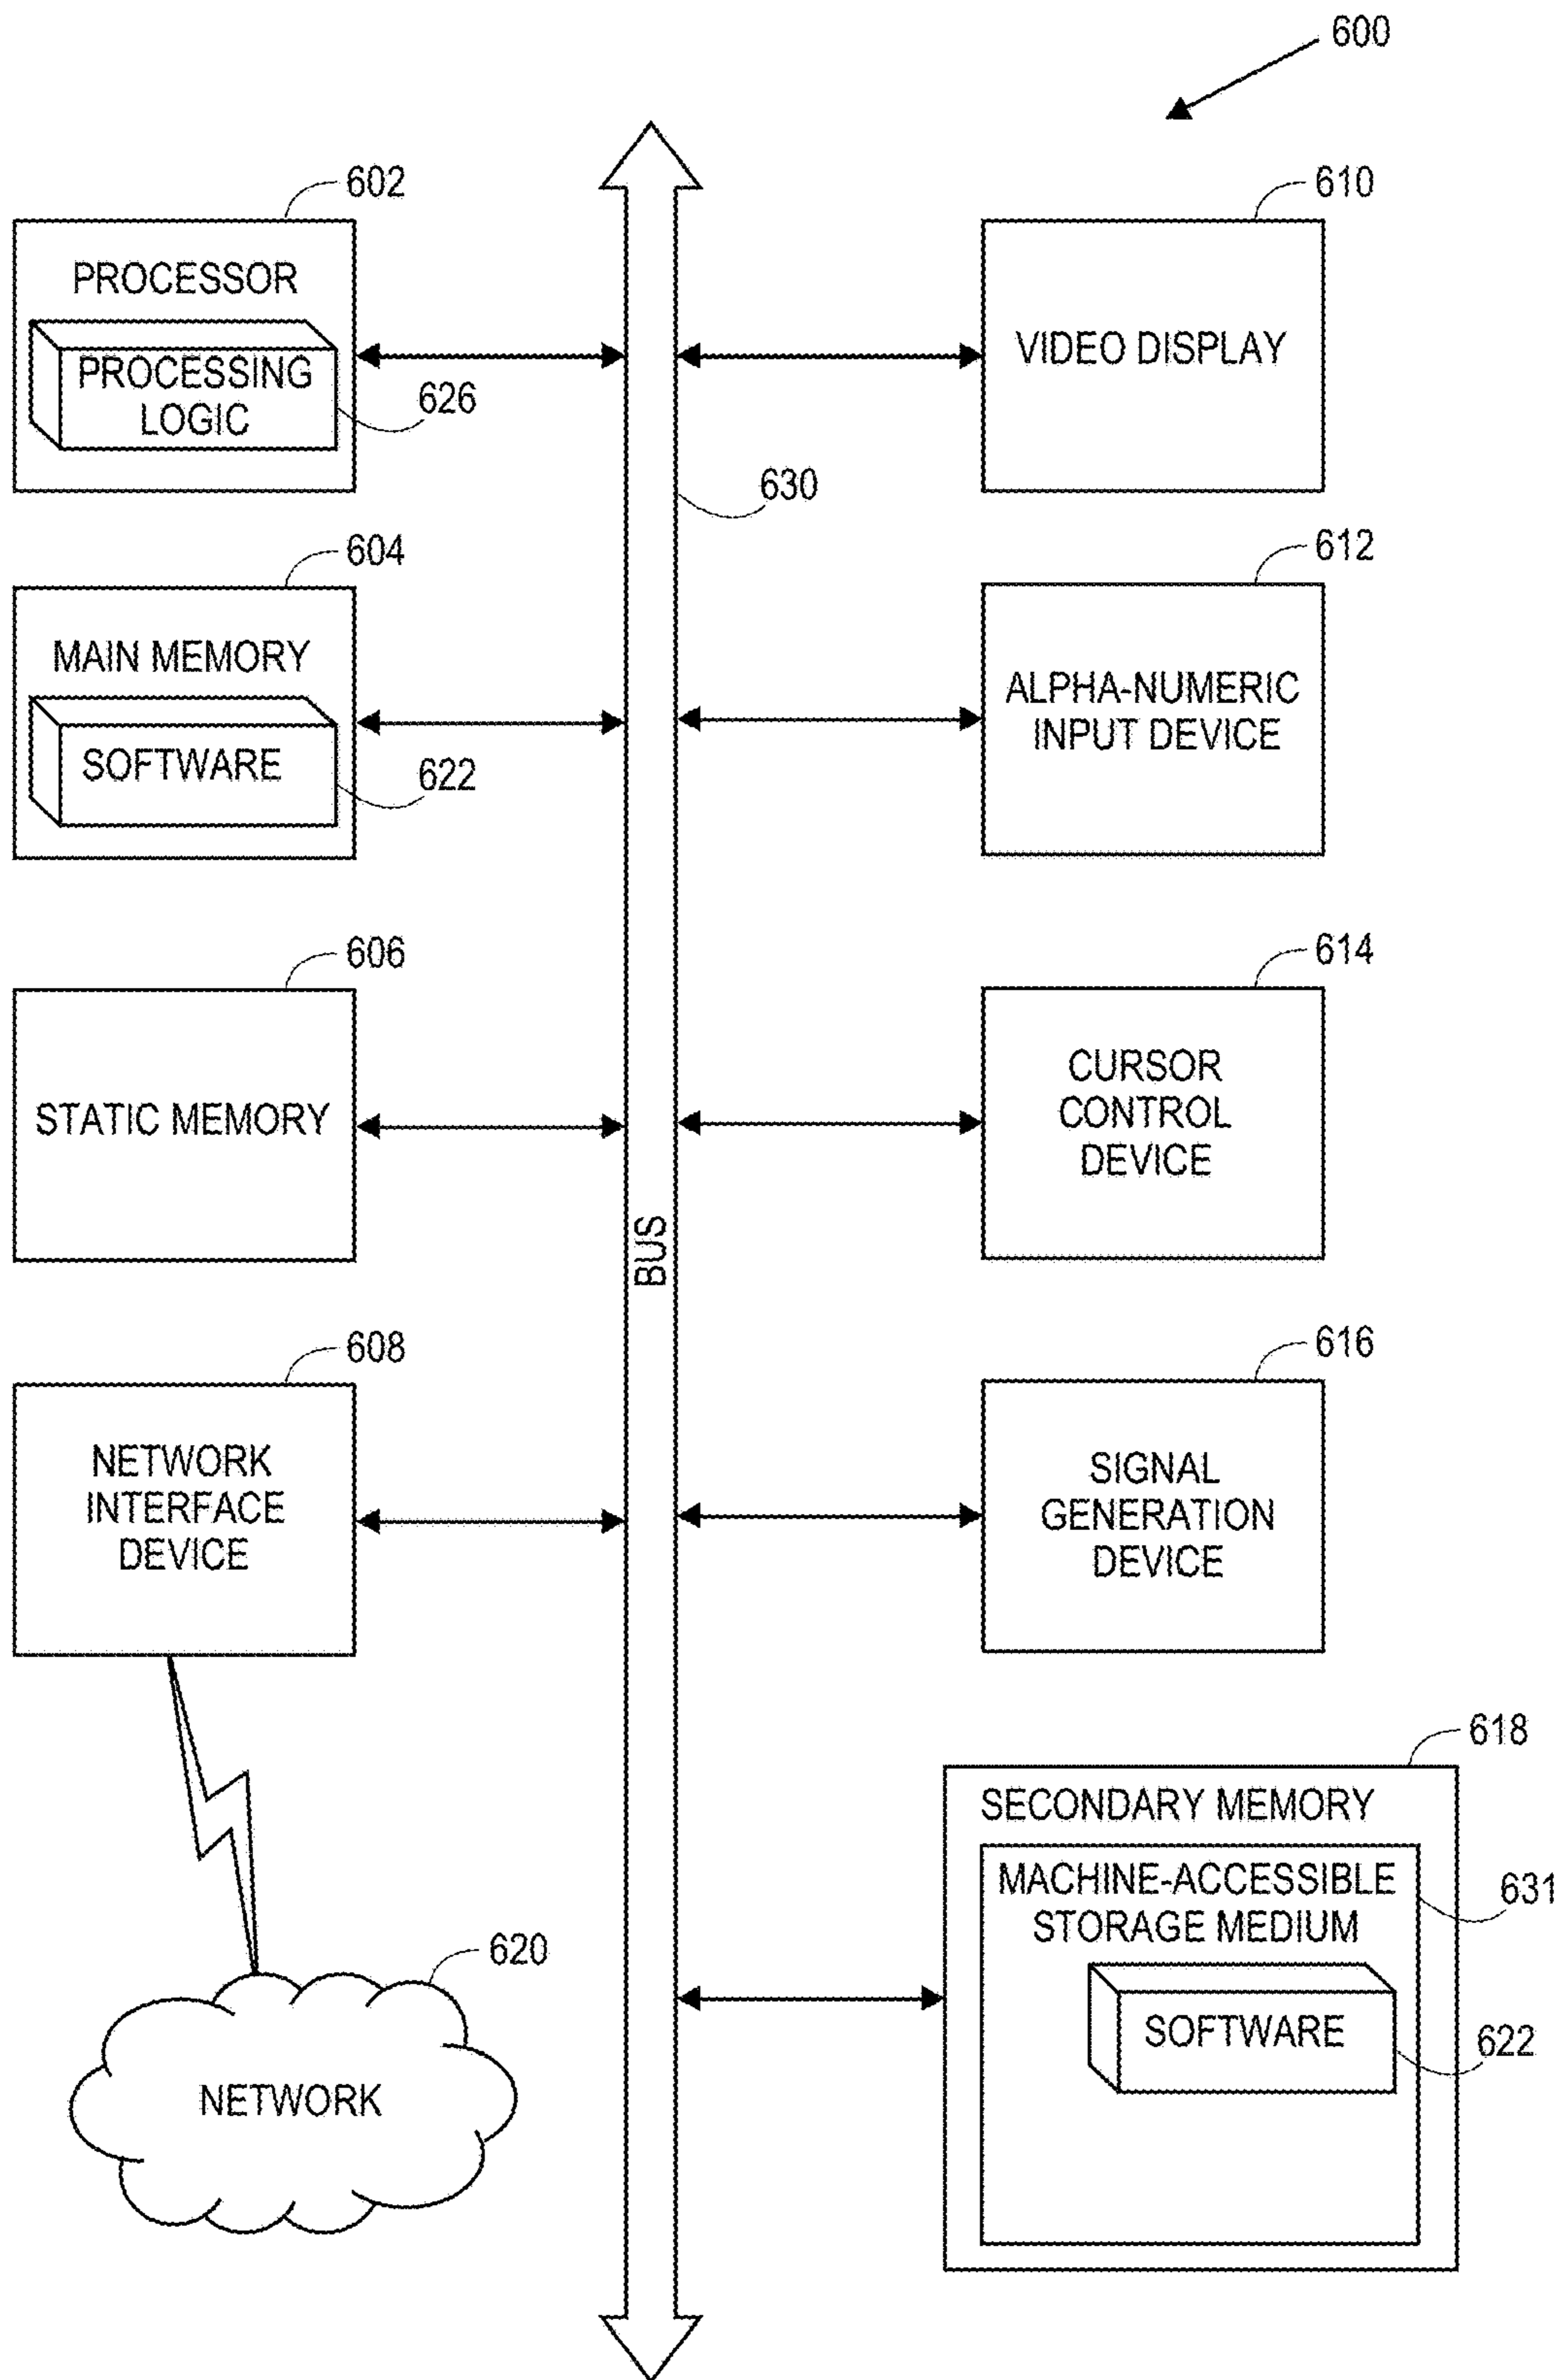 600
602
PROCESSOR
PROCESSING
LOGIC
626
610
VIDEO DISPLAY
630
604
MAIN MEMORY
SOFTWARE
622
612
ALPHA-NUMERIC
INPUT DEVICE
606
STATIC MEMORY
614
CURSOR
CONTROL
DEVICE
BUS
608
NETWORK
INTERFACE
DEVICE
616
SIGNAL
GENERATION
DEVICE
618
SECONDARY MEMORY
MACHINE-ACCESSIBLE
STORAGE MEDIUM
631
SOFTWARE
622
620
NETWORK